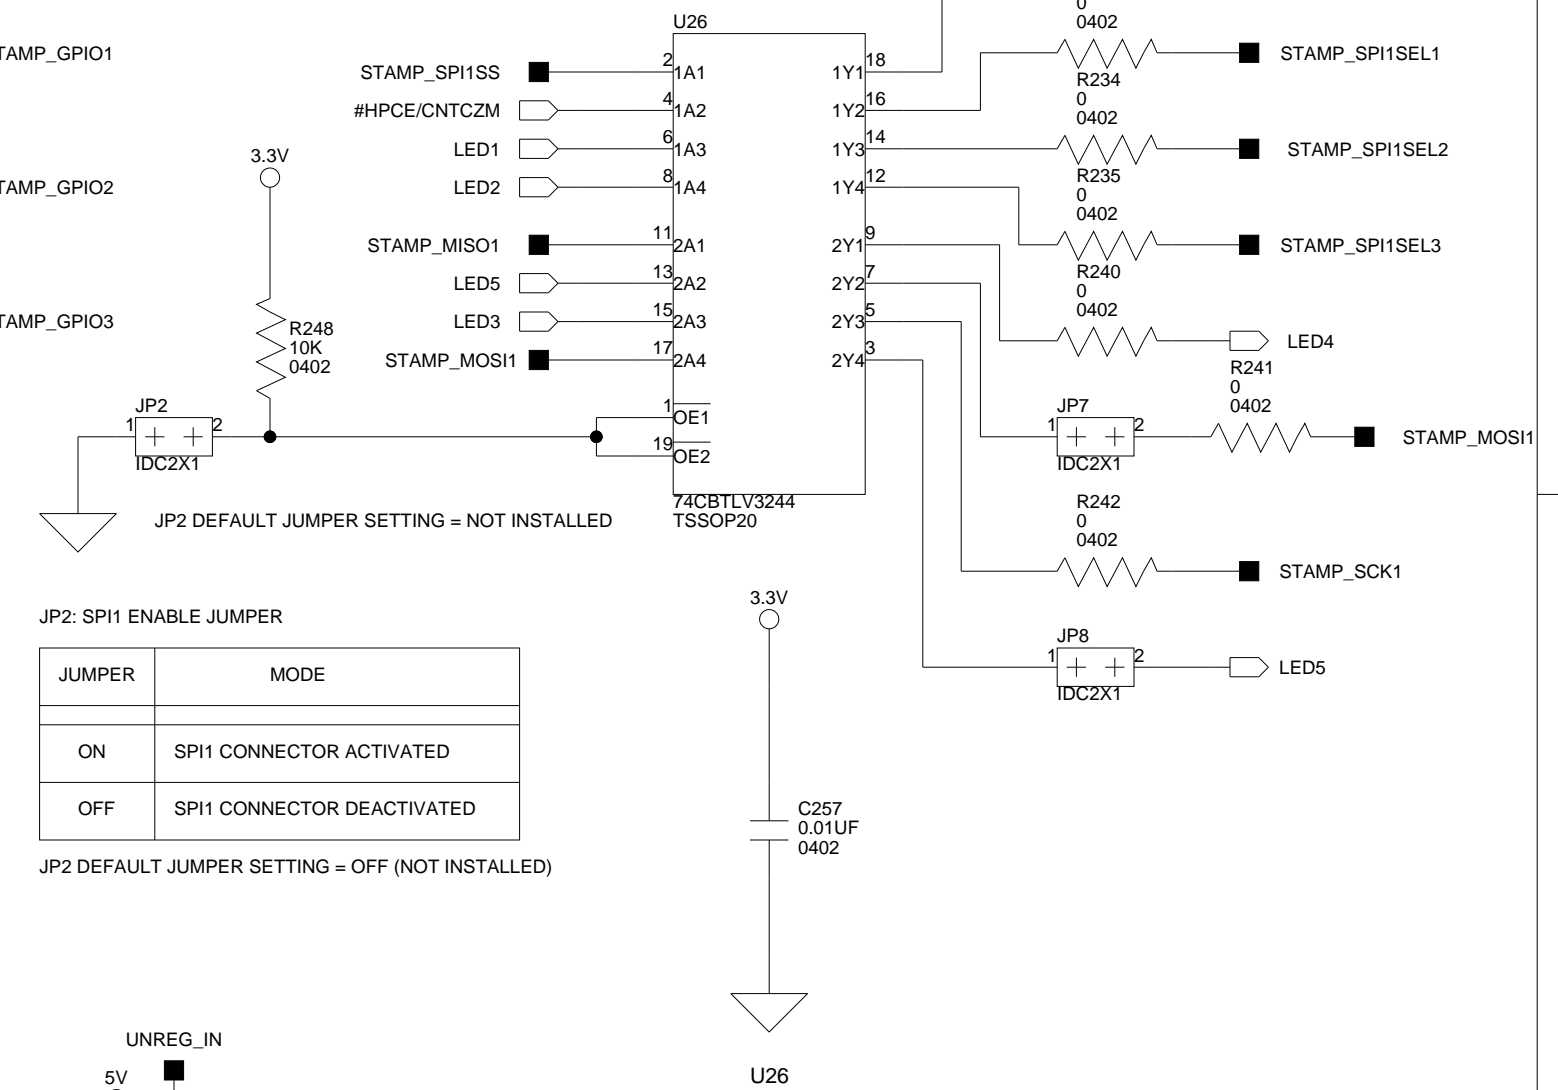 TAMP_GPIO1
TAMP_GPIO2
TAMP_GPIO3
3.3V
R248
10K
0402
JP2
1
2
IDC2X1
JP2 DEFAULT JUMPER SETTING = NOT INSTALLED
U26
STAMP_SPI1SS
2
1A1
#HPCE/CNTCZM
4
1A2
LED1
6
1A3
LED2
8
1A4
STAMP_MISO1
11
2A1
LED5
13
2A2
LED3
15
2A3
STAMP_MOSI1
17
2A4
1
OE1
19
OE2
74CBTLV3244
TSSOP20
1Y1
18
1Y2
16
1Y3
14
1Y4
12
2Y1
9
2Y2
7
2Y3
5
2Y4
3
0
0402
STAMP_SPI1SEL1
R234
0
0402
STAMP_SPI1SEL2
R235
0
0402
STAMP_SPI1SEL3
R240
0
0402
LED4
R241
0
0402
JP7
1
2
IDC2X1
STAMP_MOSI1
R242
0
0402
STAMP_SCK1
JP8
1
2
IDC2X1
LED5
JP2: SPI1 ENABLE JUMPER
JUMPER
MODE
ON
SPI1 CONNECTOR ACTIVATED
OFF
SPI1 CONNECTOR DEACTIVATED
JP2 DEFAULT JUMPER SETTING = OFF (NOT INSTALLED)
3.3V
C257
0.01UF
0402
U26
UNREG_IN
5V